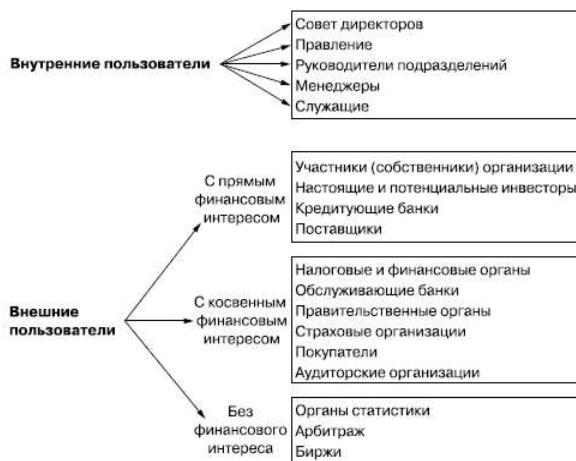 Внутренние пользователи
Совет директоров
Правление
Руководители подразделений
Менеджеры
Служащие
Внешние
пользователи
С прямым
финансовым
интересом
Участники (собственники) организации
Настоящие и потенциальные инвесторы
Кредитующие банки
Поставщики
С косвенным
финансовым
интересом
Налоговые и финансовые органы
Обслуживающие банки
Правительственные органы
Страховые организации
Покупатели
Аудиторские организации
Без
финансового
интереса
Органы статистики
Арбитраж
Биржи